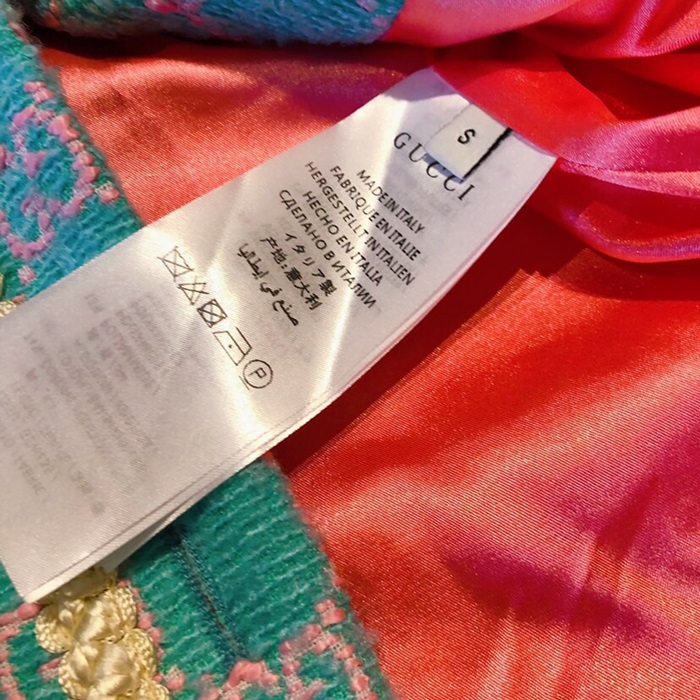 S
GUCCI
MADE IN ITALY
FABRIQUE EN ITALIE
HERGESTELLT IN ITALIEN
HECHO EN ITALIA
СДЕЛАНО В ИТАЛИИ
イタリア製
产地:意大利
صنع في إيطاليا
P